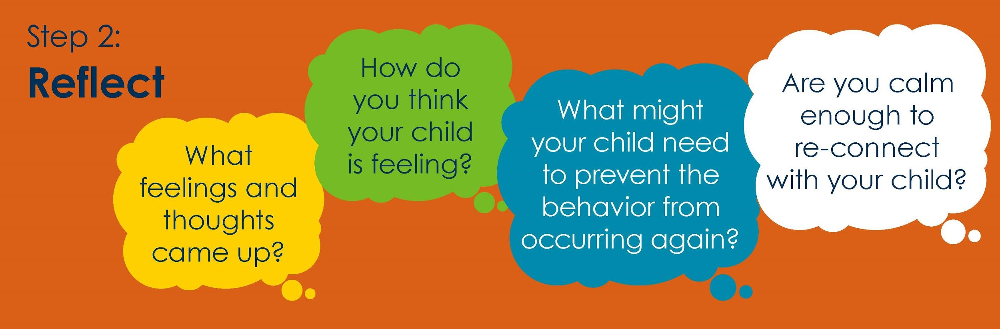 Step 2:
Reflect
What
feelings and
thoughts
came up?
How do
you think
your child
is feeling?
What might
your child need
to prevent the
behavior from
occurring again?
Are you calm
enough to
re-connect
with your child?